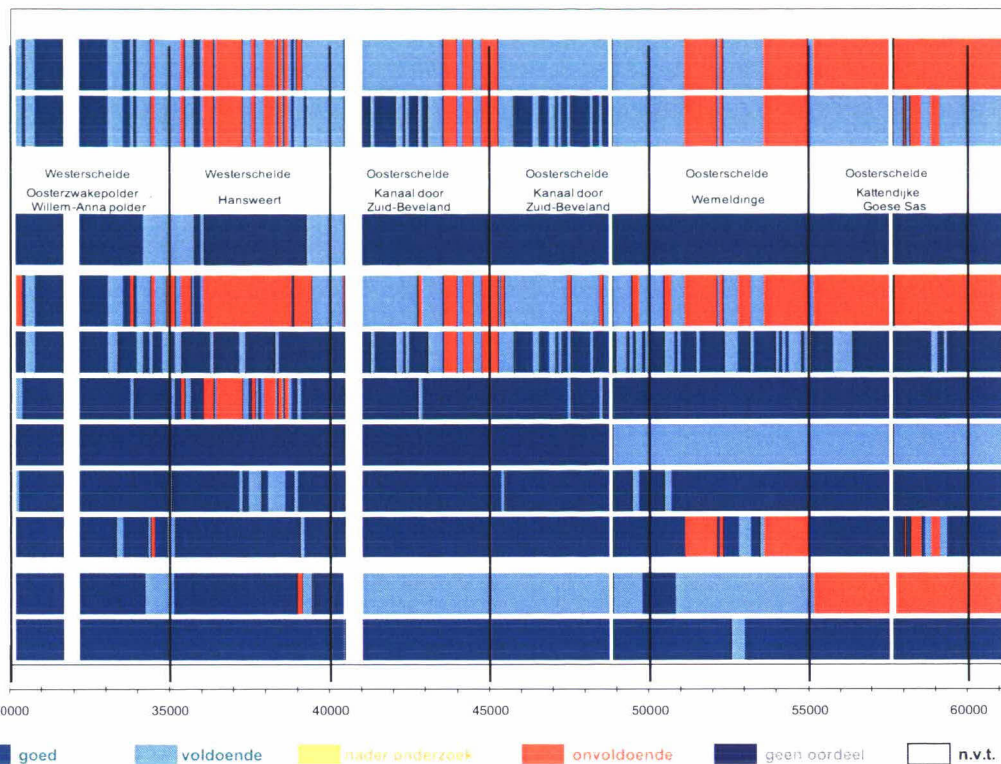 Westerschelde Westerschelde Oosterschelde Oosterschelde Oosterschelde Oosterschelde
Oosterzwakepolder
Willem-Anna polder
Hansweert
Kanaal door
Zuid-Beveland
Kanaal door
Zuid-Beveland
Wemeldinge
Kattendijke
Goese Sas
0000 35000 40000 45000 50000 55000 60000
goed voldoende nader onderzoek onvoldoende geen oordeel n.v.t.